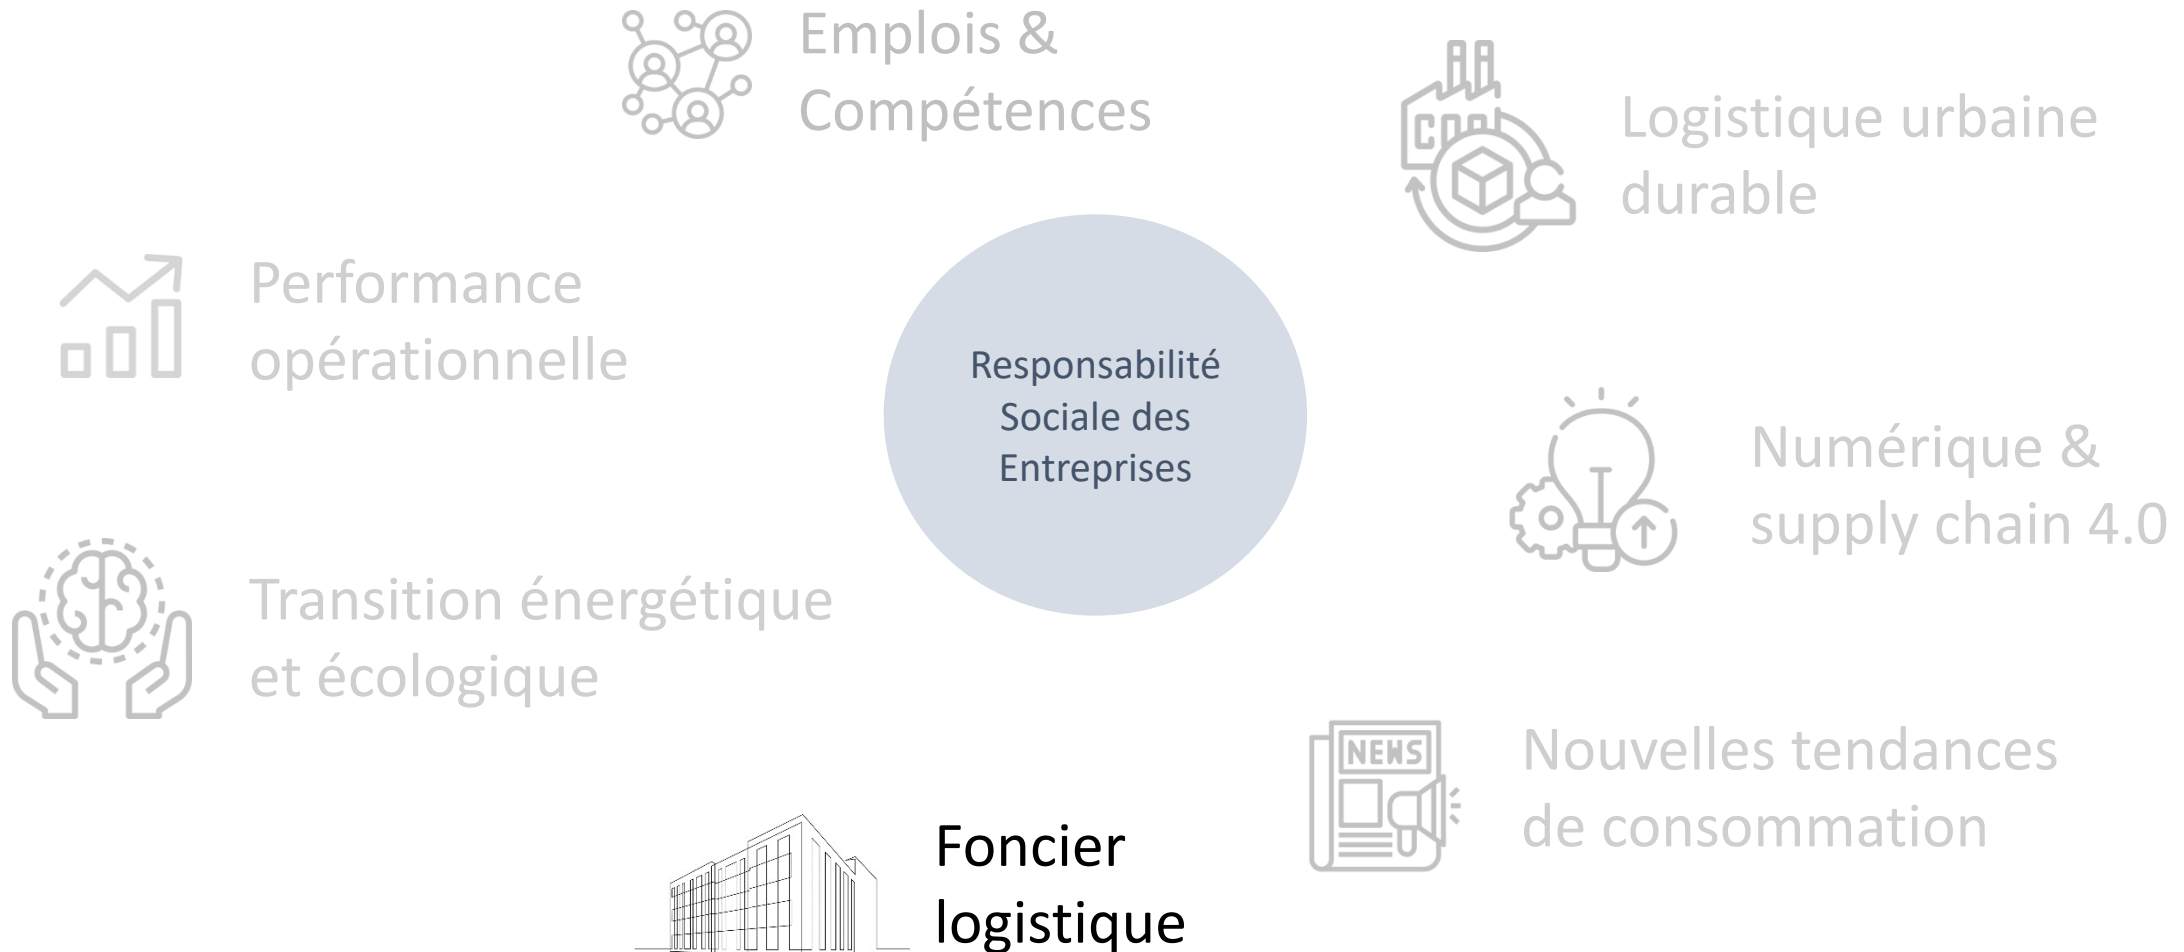 Emplois &
Compétences
Logistique urbaine
durable
Performance
opérationnelle
Responsabilité
Sociale des
Entreprises
Numérique &
supply chain 4.0
Transition énergétique
et écologique
NEWS
Nouvelles tendances
de consommation
Foncier
logistique